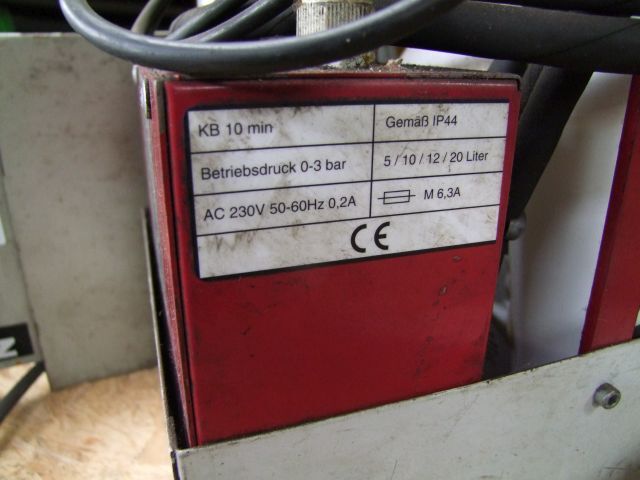 KB 10 min
Gemäß IP44
Betriebsdruck 0-3 bar
5 / 10 / 12 / 20 Liter
AC 230V 50-60Hz 0,2A
M 6,3A
CE